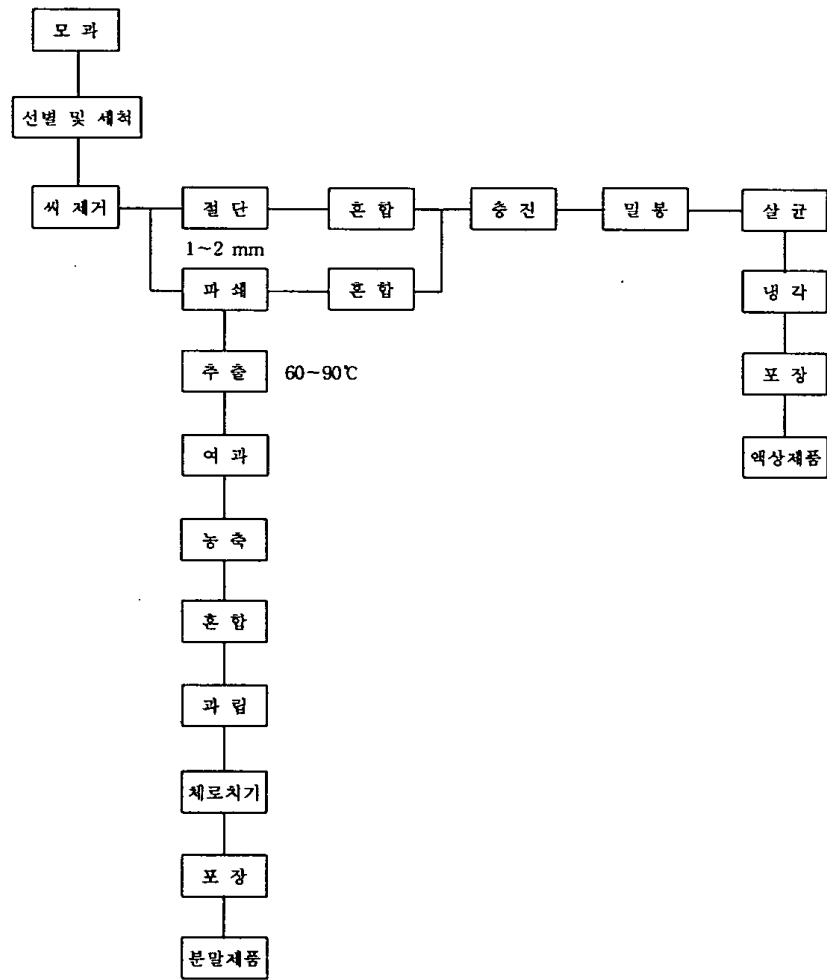 모 과
선별 및 세척
씨 제거
절 단
혼 합
충 진
밀 봉
살 균
1~2 mm
파 쇄
혼 합
냉 각
추 출
60~90℃
포 장
여 과
액상제품
농 축
혼 합
과 립
체로치기
포 장
분말제품